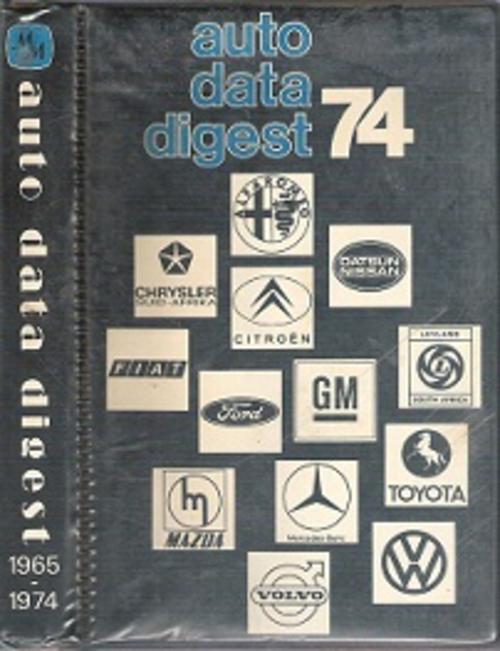 auto data digest
1965
-
1974
auto
data
digest 74
ALFA ROMEO
CHRYSLER
SUID-AFRIKA
DATSUN
NISSAN
CITROËN
LEYLAND
L
SOUTH AFRICA
FIAT
Ford
GM
TOYOTA
m
MAZDA
Mercedes-Benz
VW
VOLVO